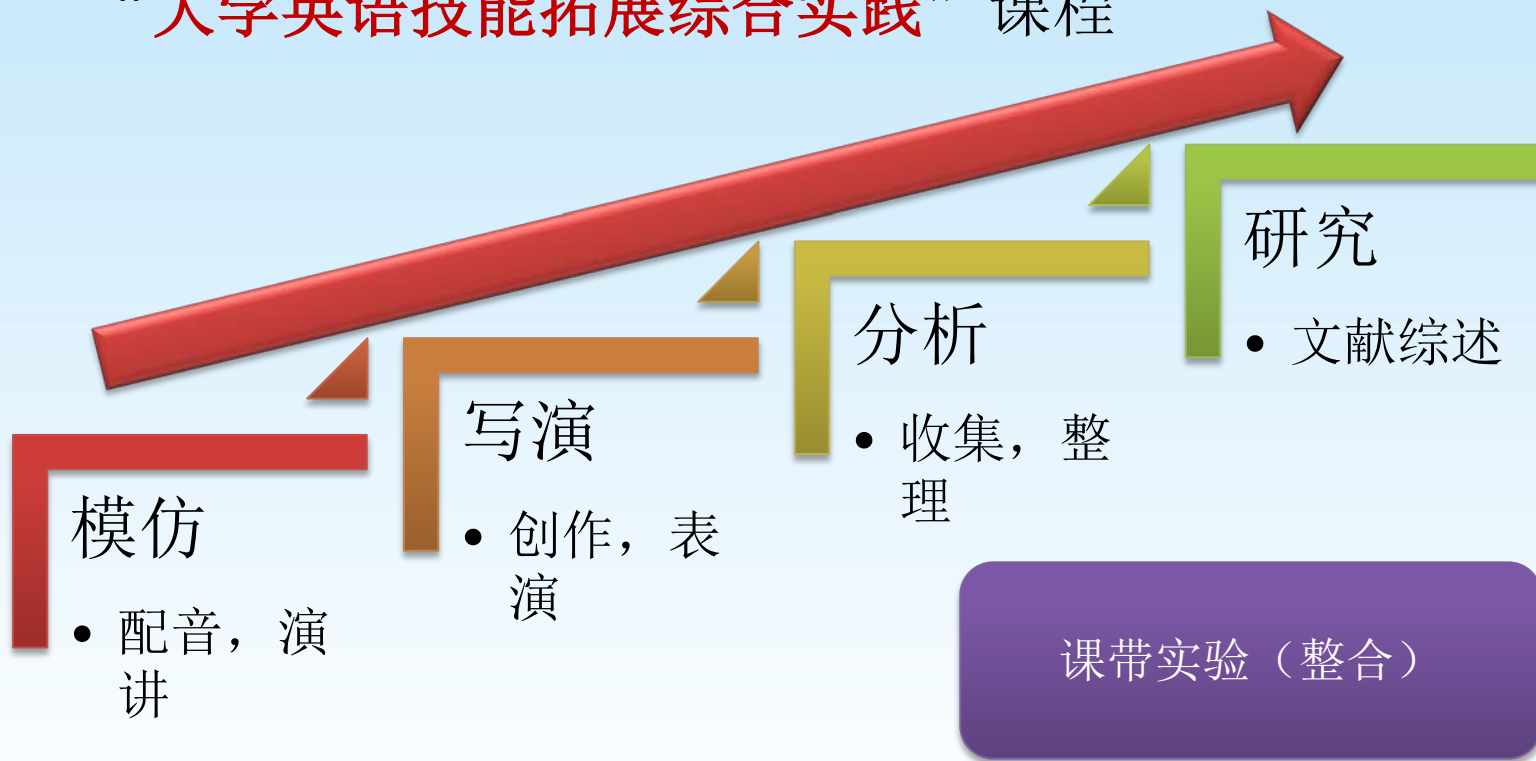 “大学英语技能拓展综合实践”课程
研究
• 文献综述
分析
• 收集，整
理
写演
• 创作，表
演
模仿
• 配音，演
讲
课带实验（整合）